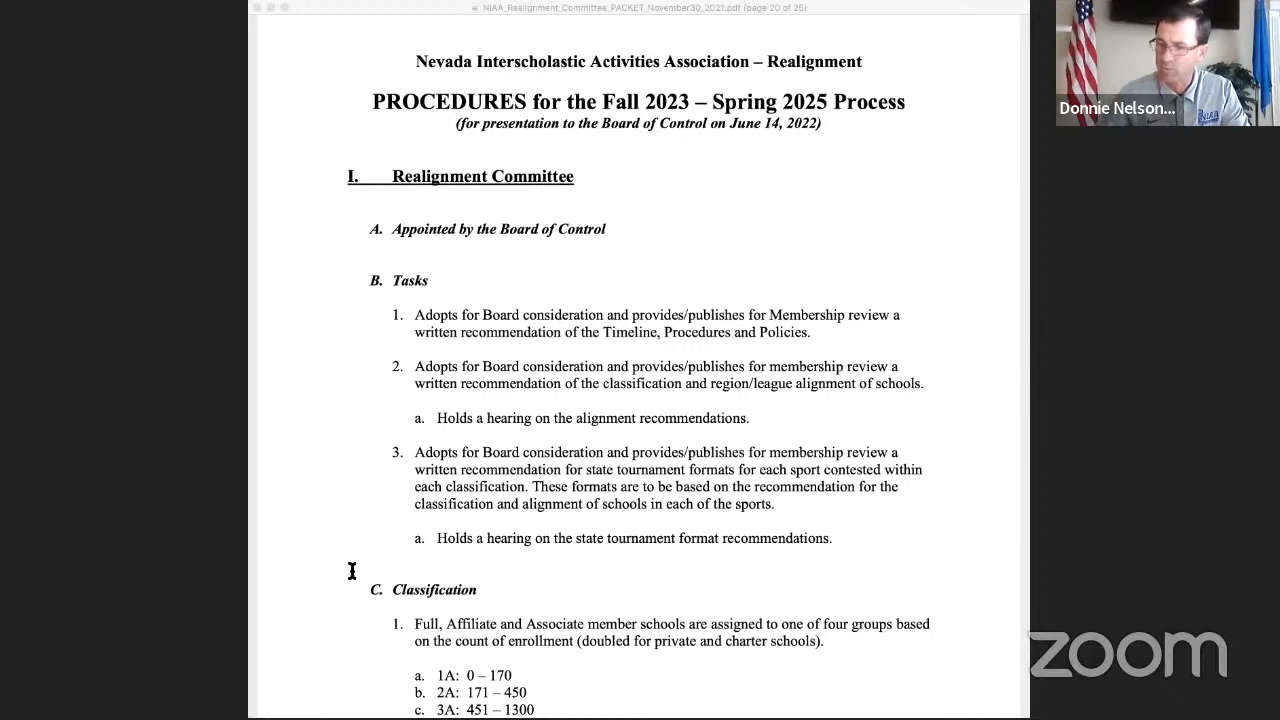 NIAA_Realignment_Committee_PACKET_November30_2021.pdf (page 20 of 25)
Nevada Interscholastic Activities Association – Realignment
PROCEDURES for the Fall 2023 – Spring 2025 Process
(for presentation to the Board of Control on June 14, 2022)
I. Realignment Committee
A. Appointed by the Board of Control
B. Tasks
1. Adopts for Board consideration and provides/publishes for Membership review a
written recommendation of the Timeline, Procedures and Policies.
2. Adopts for Board consideration and provides/publishes for membership review a
written recommendation of the classification and region/league alignment of schools.
a. Holds a hearing on the alignment recommendations.
3. Adopts for Board consideration and provides/publishes for membership review a
written recommendation for state tournament formats for each sport contested within
each classification. These formats are to be based on the recommendation for the
classification and alignment of schools in each of the sports.
a. Holds a hearing on the state tournament format recommendations.
C. Classification
1. Full, Affiliate and Associate member schools are assigned to one of four groups based
on the count of enrollment (doubled for private and charter schools).
a. 1A: 0 – 170
b. 2A: 171 – 450
c. 3A: 451 – 1300
Donnie Nelson...
NIAA
zoom